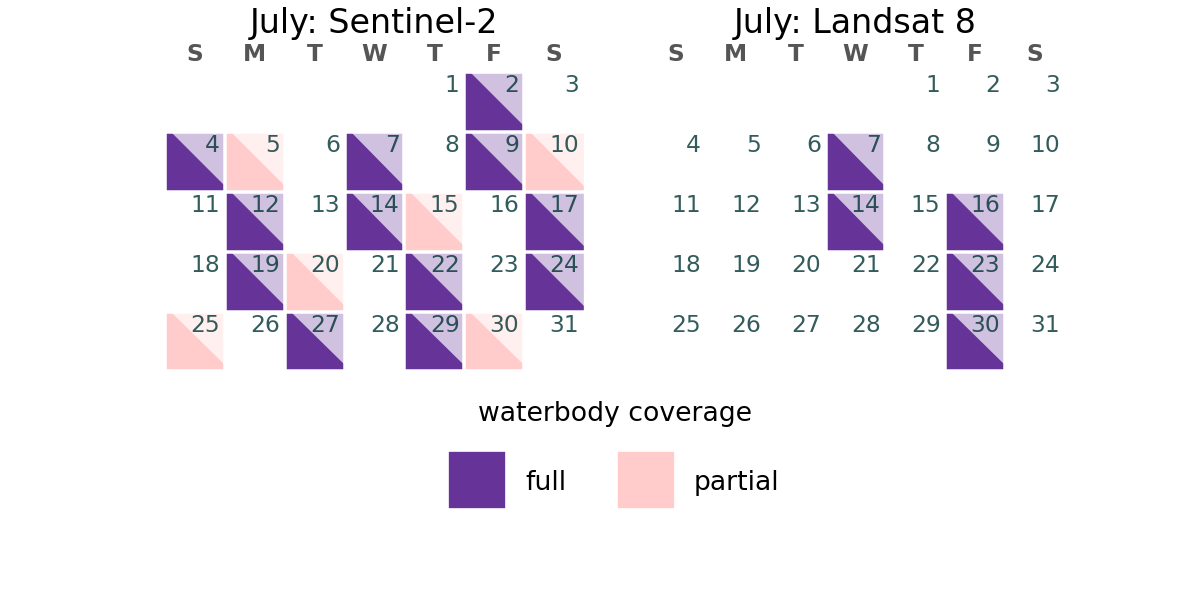 July: Sentinel-2
S M T W T F S
1 2 3
4 5 6 7 8 9 10
11 12 13 14 15 16 17
18 19 20 21 22 23 24
25 26 27 28 29 30 31
July: Landsat 8
S M T W T F S
1 2 3
4 5 6 7 8 9 10
11 12 13 14 15 16 17
18 19 20 21 22 23 24
25 26 27 28 29 30 31
waterbody coverage
full
partial